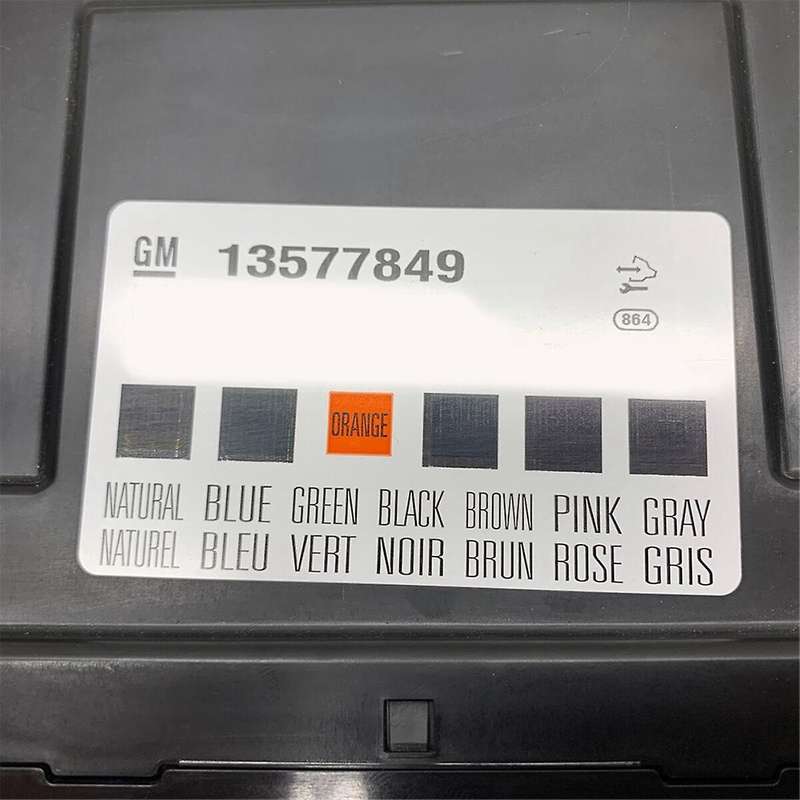 GM 13577849
864
ORANGE
NATURAL BLUE GREEN BLACK BROWN PINK GRAY
NATUREL BLEU VERT NOIR BRUN ROSE GRIS